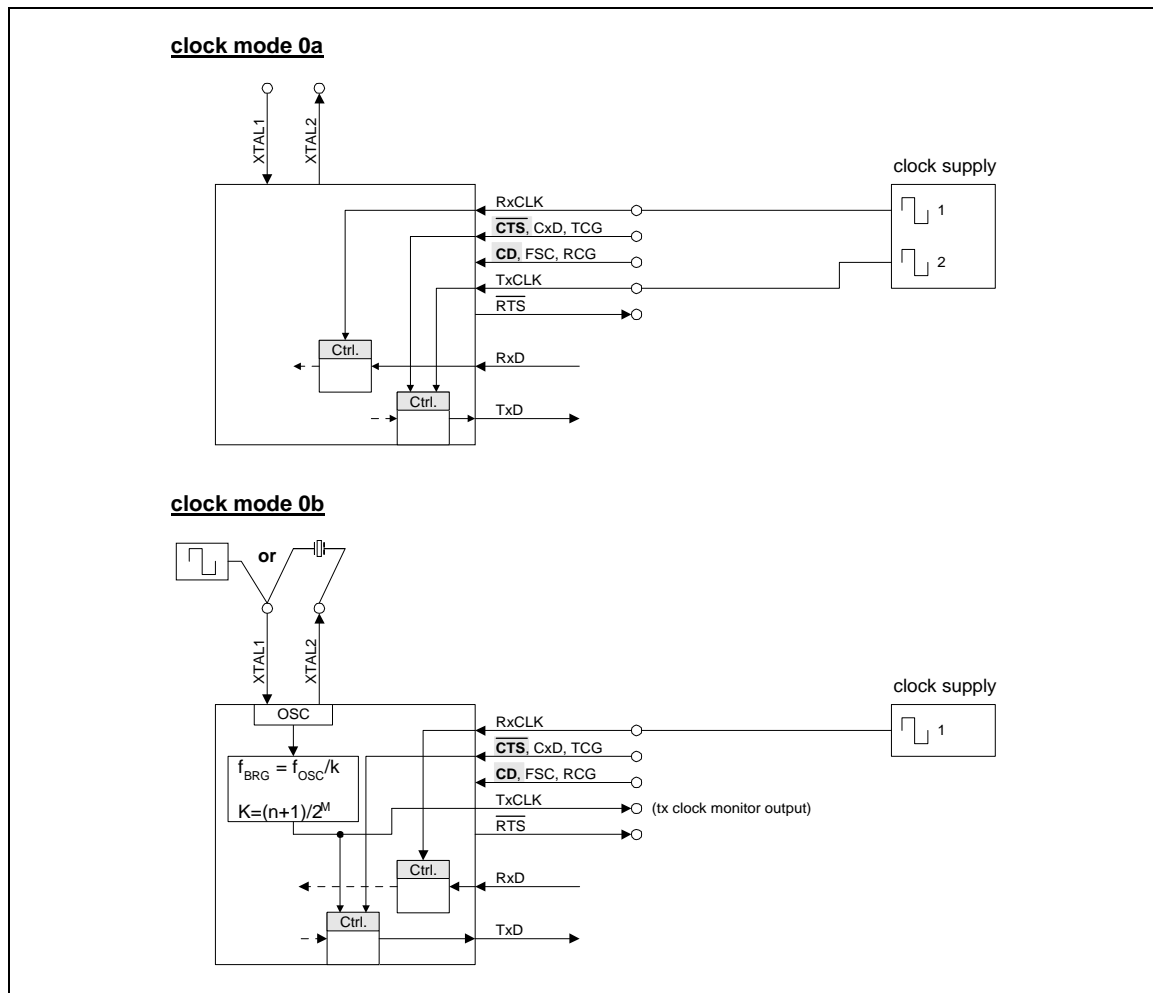 clock mode 0a
XTAL1
XTAL2
clock supply
RxCLK
1
CTS, CxD, TCG
CD, FSC, RCG
2
TxCLK
RTS
Ctrl.
RxD
Ctrl.
TxD
clock mode 0b
or
XTAL1
XTAL2
clock supply
OSC
RxCLK
1
CTS, CxD, TCG
fBRG = fOSC/k
CD, FSC, RCG
K=(n+1)/2^M
TxCLK
(tx clock monitor output)
RTS
Ctrl.
RxD
Ctrl.
TxD